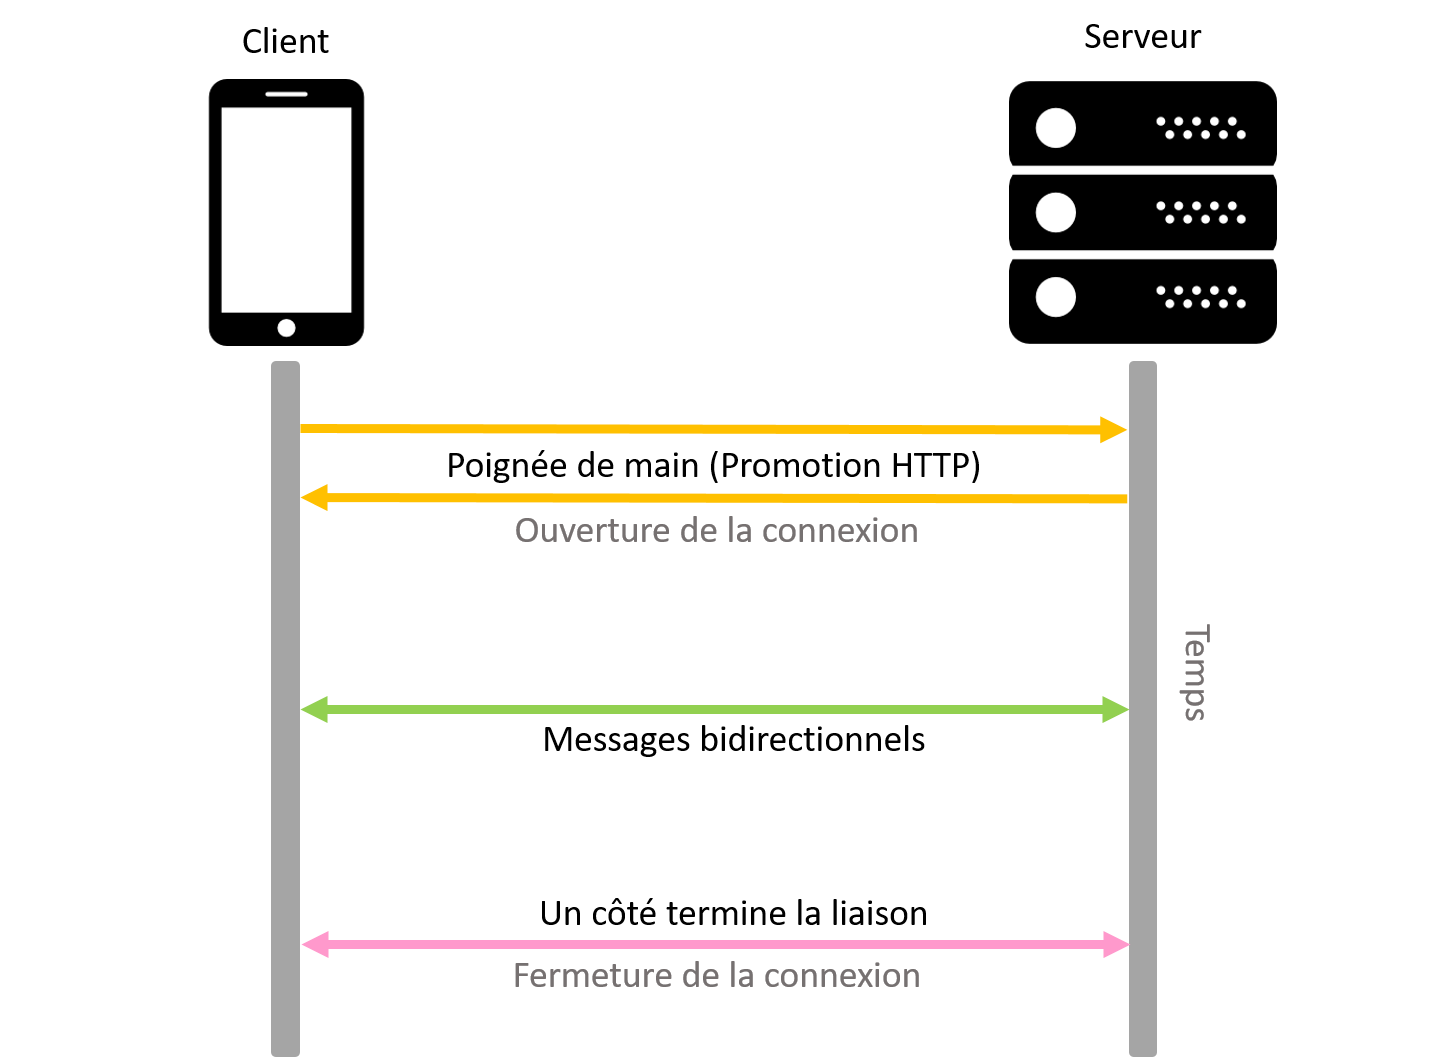 Client
Serveur
Poignée de main (Promotion HTTP)
Ouverture de la connexion
Temps
Messages bidirectionnels
Un côté termine la liaison
Fermeture de la connexion